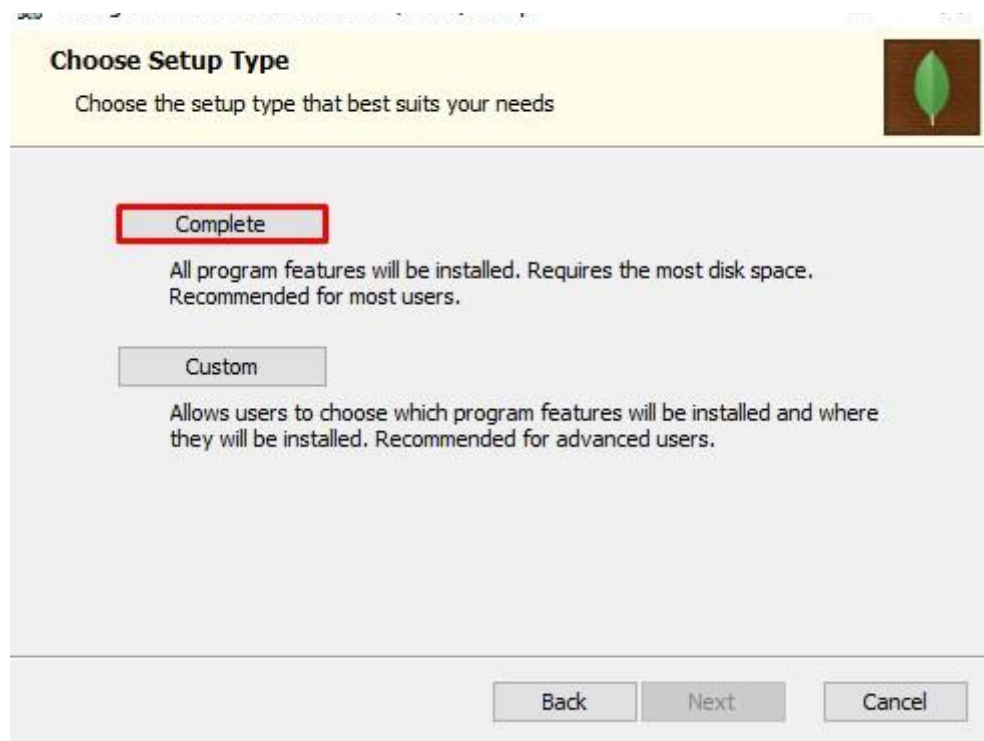 Choose Setup Type
Choose the setup type that best suits your needs
Complete
All program features will be installed. Requires the most disk space.
Recommended for most users.
Custom
Allows users to choose which program features will be installed and where
they will be installed. Recommended for advanced users.
Back Next Cancel